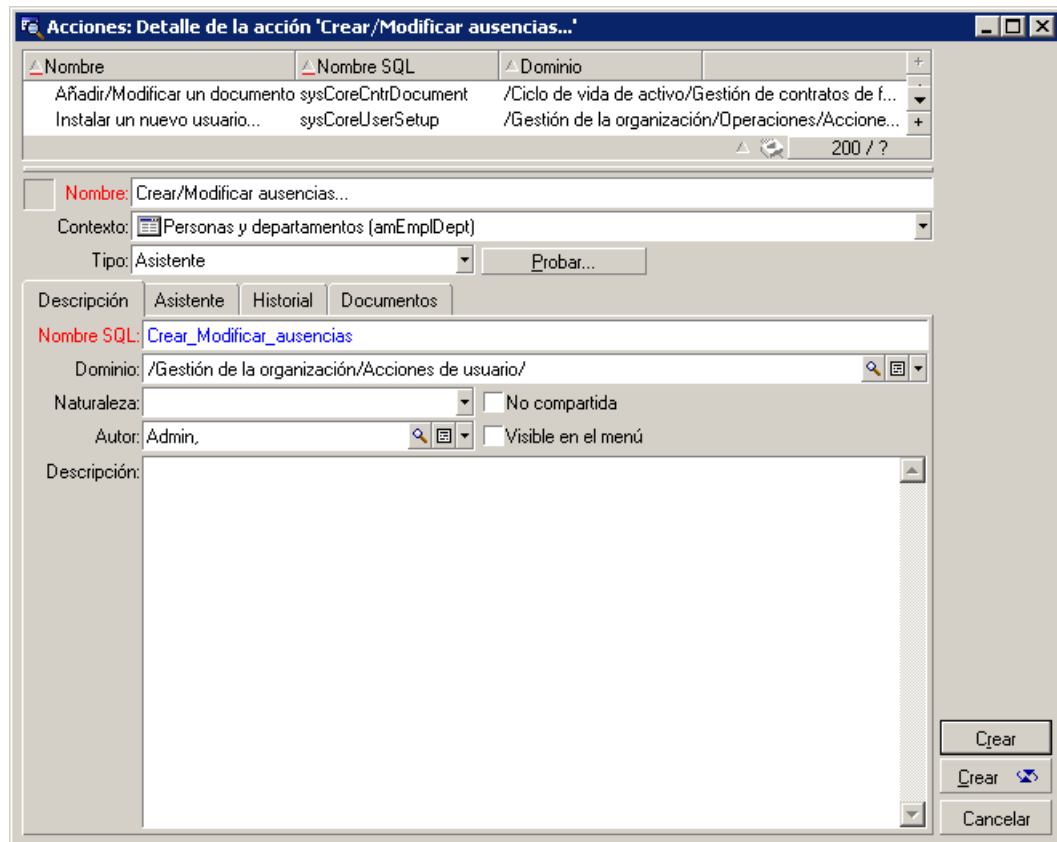 Acciones: Detalle de la acción 'Crear/Modificar ausencias...'
Nombre Nombre SQL Dominio
Añadir/Modificar un documento sysCoreCntrDocument /Ciclo de vida de activo/Gestión de contratos de f...
Instalar un nuevo usuario... sysCoreUserSetup /Gestión de la organización/Operaciones/Accione...
200 / ?
Nombre: Crear/Modificar ausencias...
Contexto: Personas y departamentos (amEmplDept)
Tipo: Asistente Probar...
Descripción Asistente Historial Documentos
Nombre SQL: Crear_Modificar_ausencias
Dominio: /Gestión de la organización/Acciones de usuario/
Naturaleza: No compartida
Autor: Admin, Visible en el menú
Descripción:
Crear
Crear
Cancelar